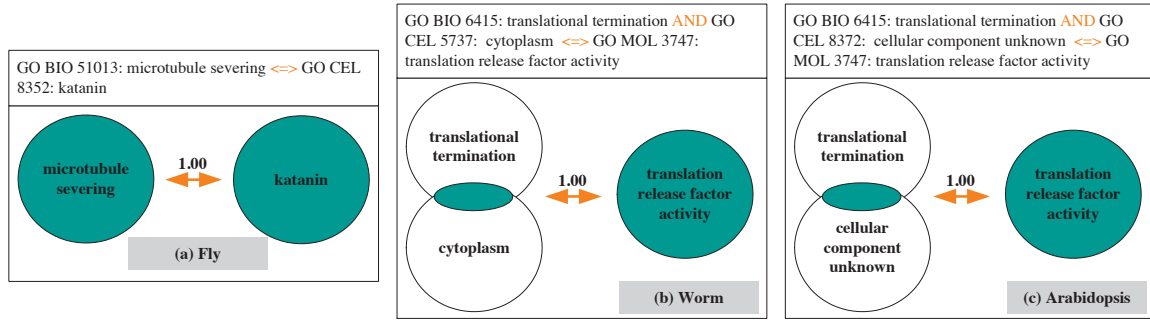 GO BIO 51013: microtubule severing <=> GO CEL
8352: katanin
microtubule
severing
1.00
katanin
(a) Fly
GO BIO 6415: translational termination AND GO
CEL 5737: cytoplasm <=> GO MOL 3747:
translation release factor activity
translational
termination
1.00
translation
release factor
activity
cytoplasm
(b) Worm
GO BIO 6415: translational termination AND GO
CEL 8372: cellular component unknown <=> GO
MOL 3747: translation release factor activity
translational
termination
1.00
translation
release factor
activity
cellular
component
unknown
(c) Arabidopsis